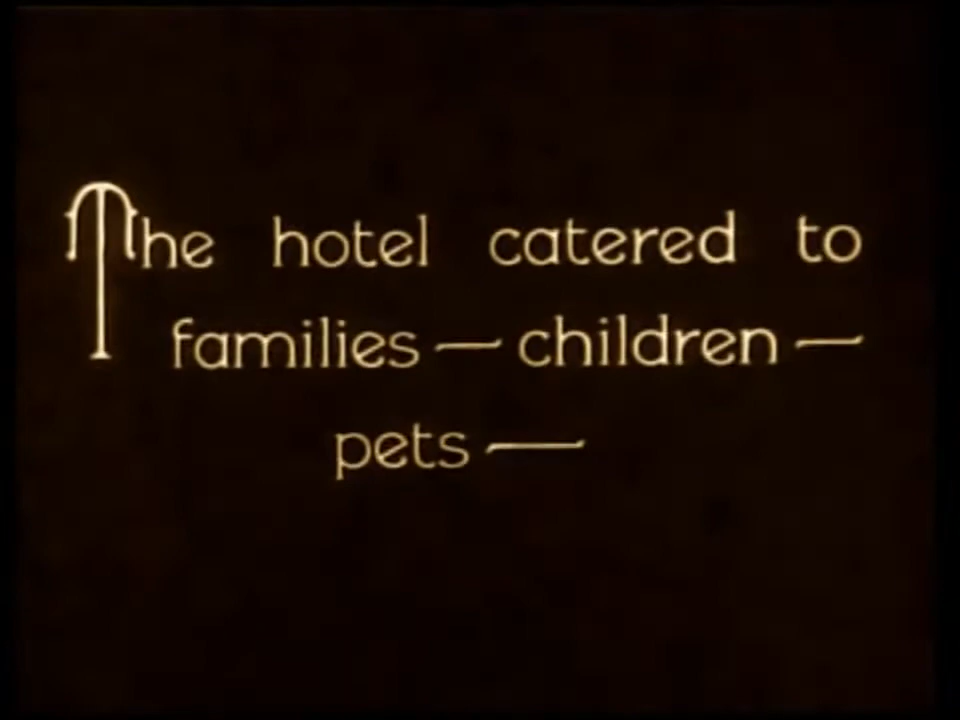 The hotel catered to
families — children —
pets —